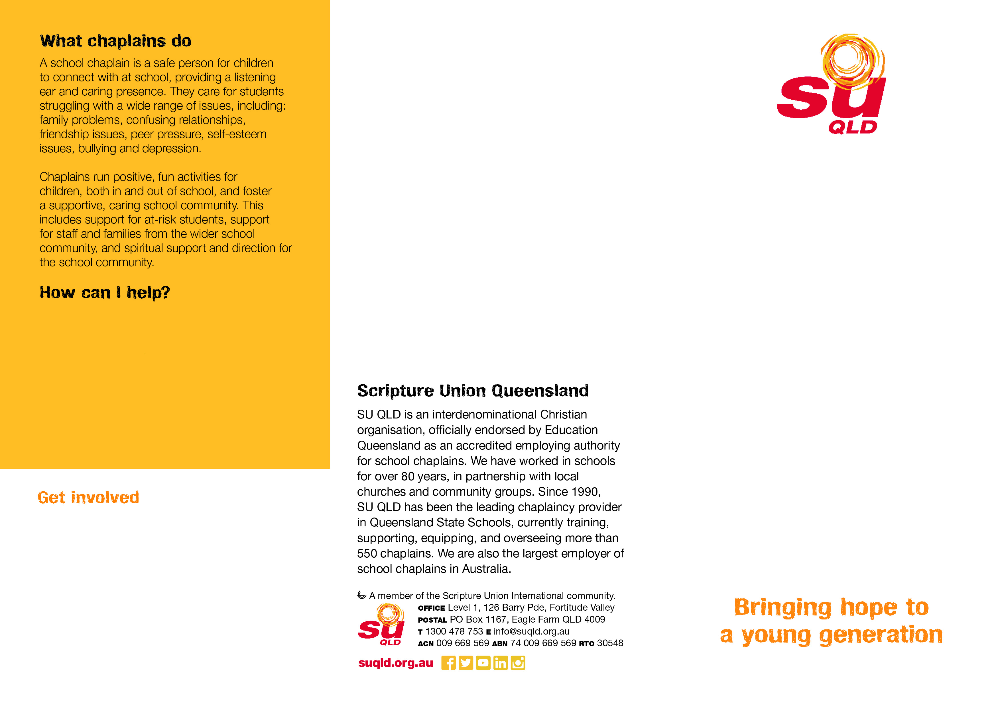 What chaplains do
A school chaplain is a safe person for children
to connect with at school, providing a listening
ear and caring presence. They care for students
struggling with a wide range of issues, including:
family problems, confusing relationships,
friendship issues, peer pressure, self-esteem
issues, bullying and depression.
Chaplains run positive, fun activities for
children, both in and out of school, and foster
a supportive, caring school community. This
includes support for at-risk students, support
for staff and families from the wider school
community, and spiritual support and direction for
the school community.
How can I help?
Get involved
Scripture Union Queensland
SU QLD is an interdenominational Christian
organisation, officially endorsed by Education
Queensland as an accredited employing authority
for school chaplains. We have worked in schools
for over 80 years, in partnership with local
churches and community groups. Since 1990,
SU QLD has been the leading chaplaincy provider
in Queensland State Schools, currently training,
supporting, equipping, and overseeing more than
550 chaplains. We are also the largest employer of
school chaplains in Australia.
A member of the Scripture Union International community.
su
QLD
OFFICE Level 1, 126 Barry Pde, Fortitude Valley
POSTAL PO Box 1167, Eagle Farm QLD 4009
T 1300 478 753 E info@suqld.org.au
ACN 009 669 569 ABN 74 009 669 569 RTO 30548
suqld.org.au
su
QLD
Bringing hope to
a young generation